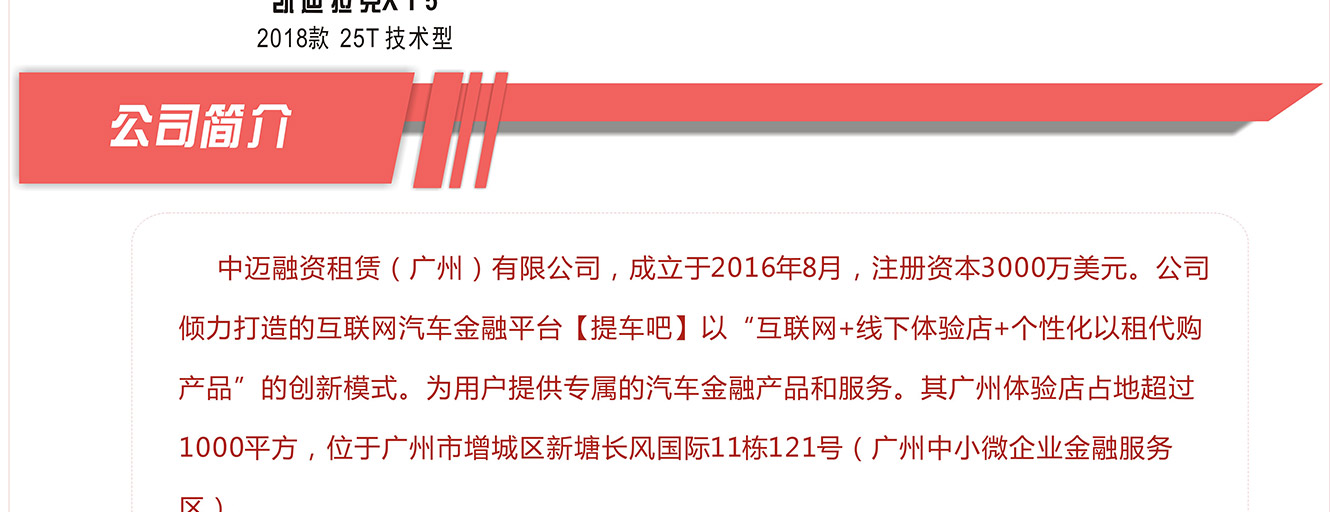 凯迪拉克XT5
2018款 25T 技术型
公司简介
中迈融资租赁（广州）有限公司，成立于2016年8月，注册资本3000万美元。公司
倾力打造的互联网汽车金融平台【提车吧】以“互联网+线下体验店+个性化以租代购
产品”的创新模式。为用户提供专属的汽车金融产品和服务。其广州体验店占地超过
1000平方，位于广州市增城区新塘长风国际11栋121号（广州中小微企业金融服务
区）